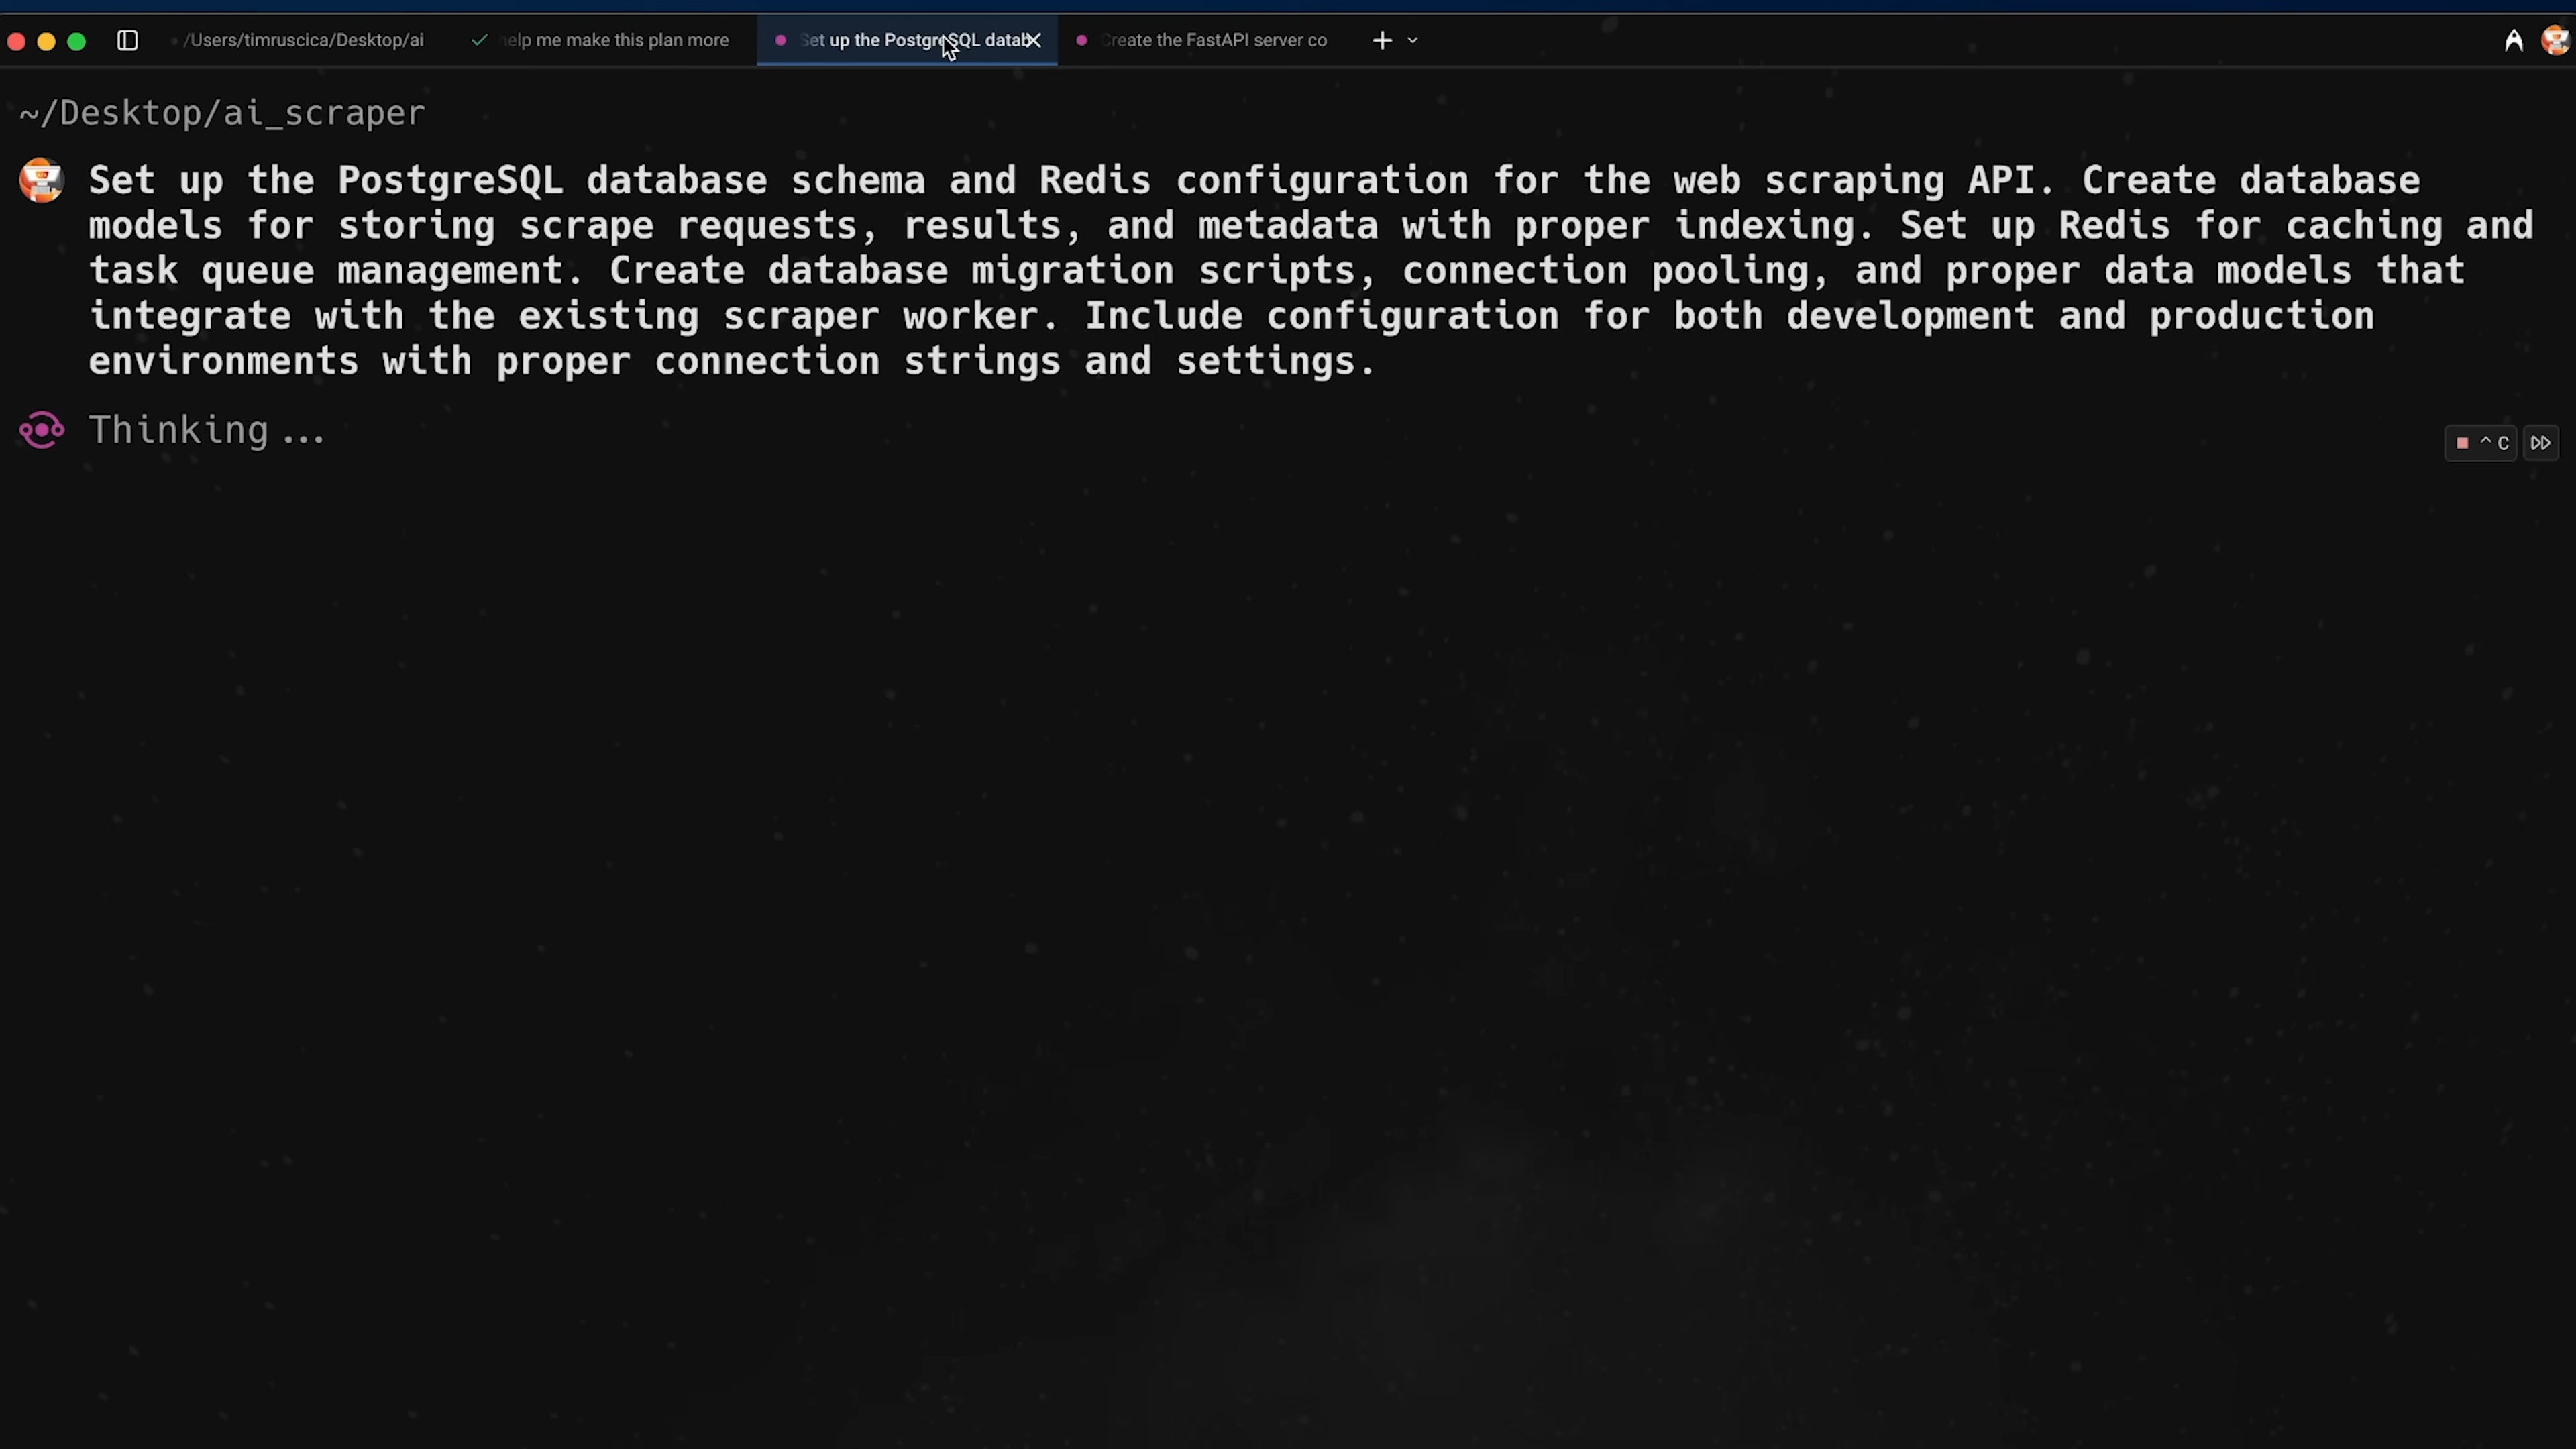 /Users/timruscica/Desktop/ai
help me make this plan more
Set up the PostgreSQL datab
Create the FastAPI server co
~/Desktop/ai_scraper
Set up the PostgreSQL database schema and Redis configuration for the web scraping API. Create database
models for storing scrape requests, results, and metadata with proper indexing. Set up Redis for caching and
task queue management. Create database migration scripts, connection pooling, and proper data models that
integrate with the existing scraper worker. Include configuration for both development and production
environments with proper connection strings and settings.
Thinking...
^ C